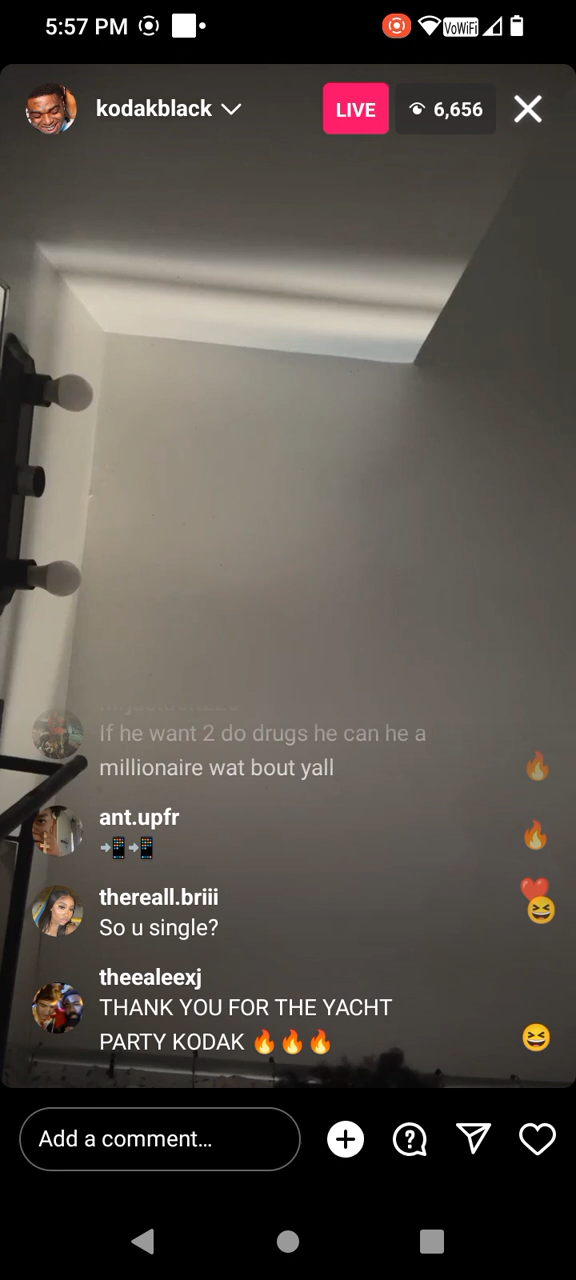 5:57 PM
VoWiFi
kodakblack
LIVE
6,656
If he want 2 do drugs he can he a
millionaire wat bout yall
ant.upfr
thereall.briii
So u single?
theealeexj
THANK YOU FOR THE YACHT
PARTY KODAK 🔥🔥🔥
Add a comment...